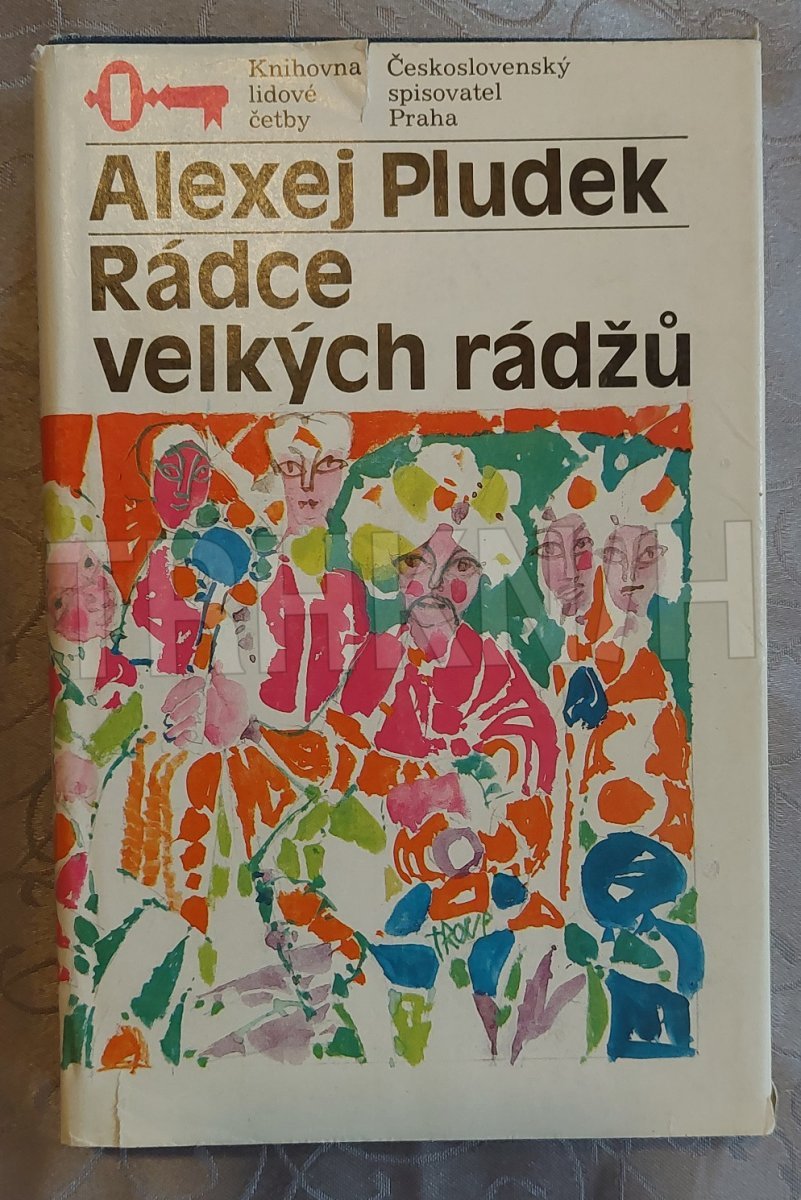 Knihovna
lidové
četby
Československý
spisovatel
Praha
Alexej Pludek
Rádce
velkých rádžů